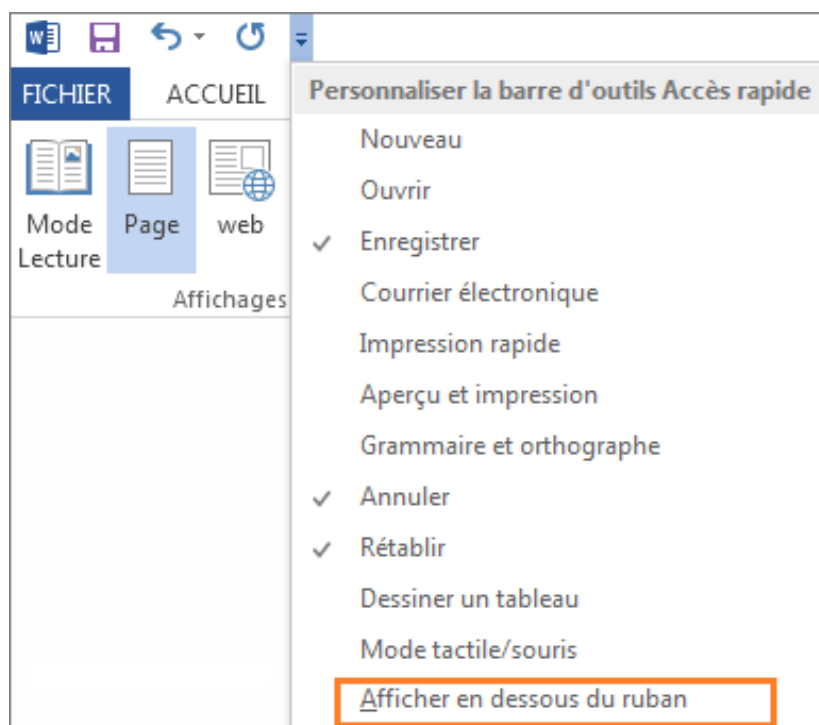 FICHIER ACCUEIL
Mode Lecture
Page
web
Affichages
Personnaliser la barre d'outils Accès rapide
Nouveau
Ouvrir
Enregistrer
Courrier électronique
Impression rapide
Aperçu et impression
Grammaire et orthographe
Annuler
Rétablir
Dessiner un tableau
Mode tactile/souris
Afficher en dessous du ruban